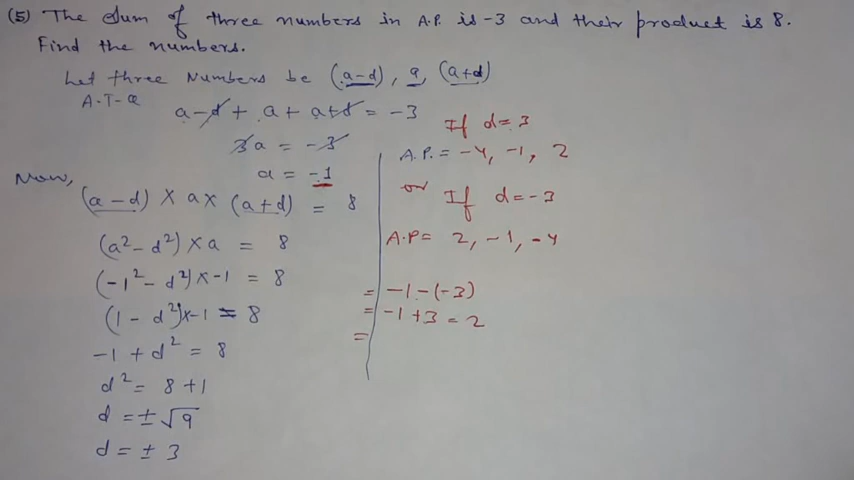 (5) The Sum of three numbers in A.P. is -3 and their product is 8.
Find the numbers.
Let three Numbers be (a-d), a, (a+d)
A-T-Q
a-d + a + a+d = -3
3a = -3
a = -1
Now,
(a-d) × a × (a+d) = 8
(a²-d²) × a = 8
(-1²-d²) × -1 = 8
(1-d²)×-1 = 8
-1 + d² = 8
d² = 8+1
d = ±√9
d = ± 3
If d=3
A.P. = -4, -1, 2
or If d=-3
A.P= 2, -1, -4
= -1-(-3)
= -1+3 = 2
=